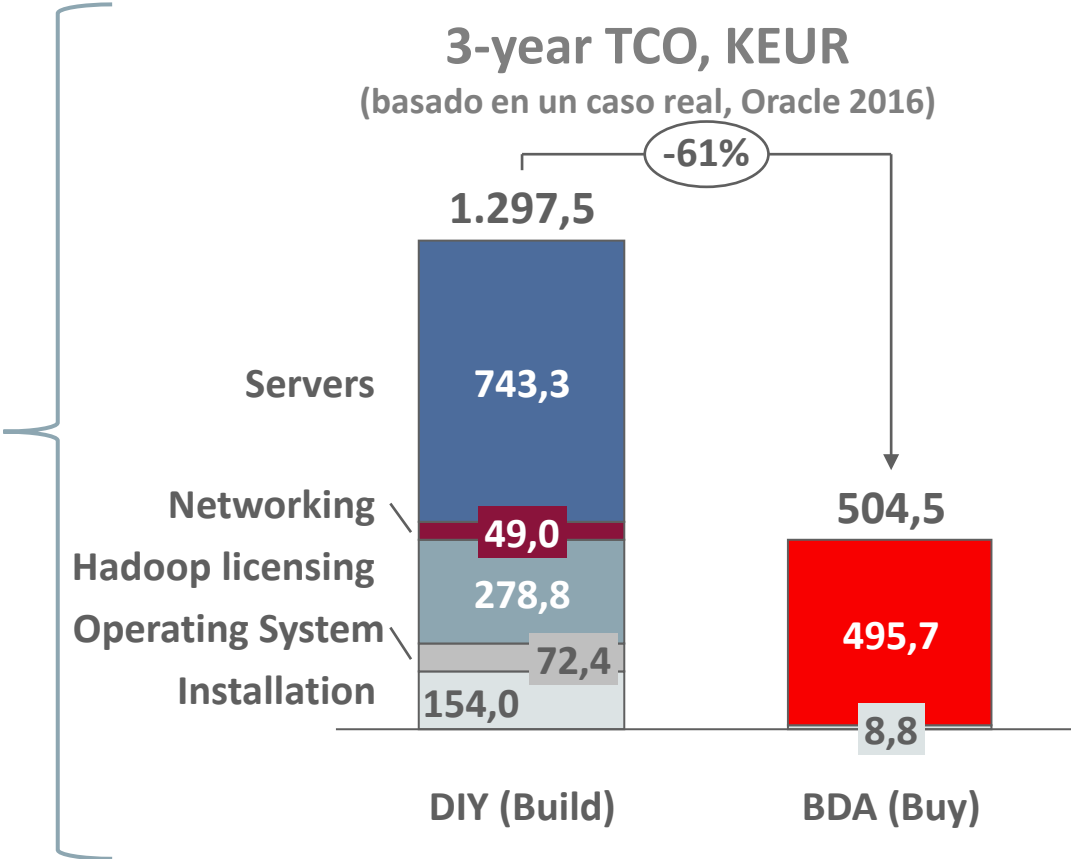 3-year TCO, KEUR
(basado en un caso real, Oracle 2016)
-61%
1.297,5
Servers
743,3
Networking
49,0
504,5
Hadoop licensing
278,8
Operating System
72,4
495,7
Installation
154,0
8,8
DIY (Build)
BDA (Buy)